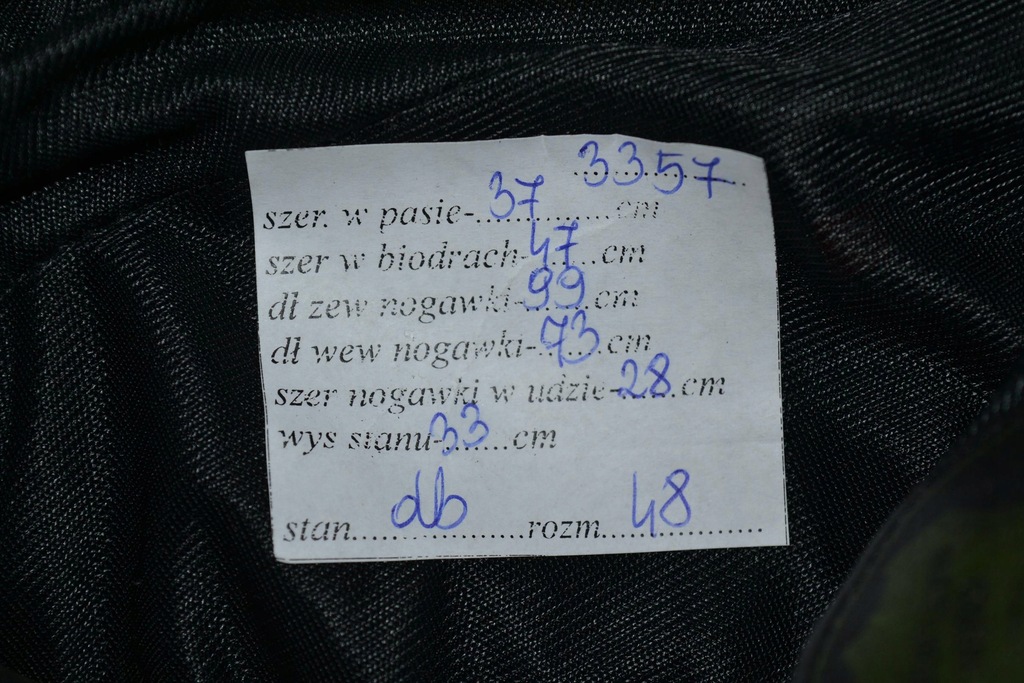 3357
szer. w pasie-...37...cm
szer w biodrach-47...cm
dł zew nogawki-99.cm
dł wew nogawki-73.cm
szer nogawki w udzie-28.cm
wys stanu-33...cm
stan...db...rozm...48...